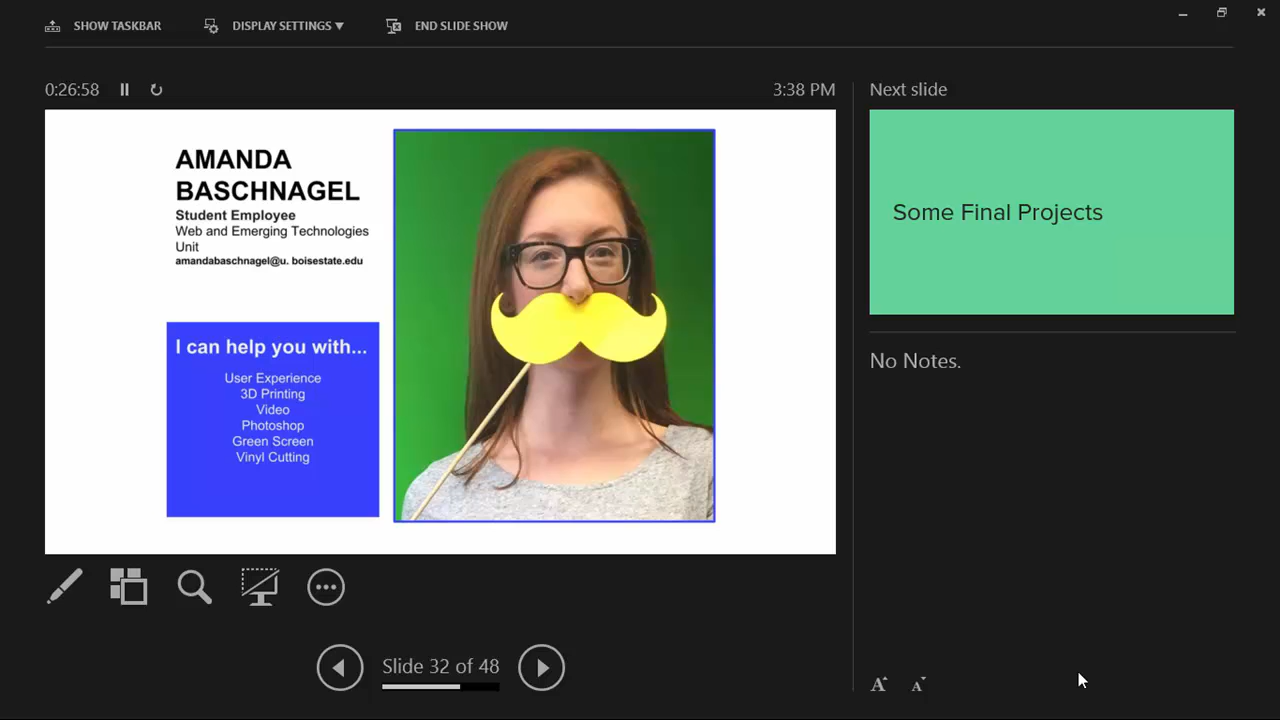 SHOW TASKBAR
DISPLAY SETTINGS ▼
END SLIDE SHOW
0:26:58
3:38 PM
Next slide
AMANDA
BASCHNAGEL
Student Employee
Web and Emerging Technologies
Unit
amandabaschnagel@u. boisestate.edu
I can help you with...
User Experience
3D Printing
Video
Photoshop
Green Screen
Vinyl Cutting
Some Final Projects
No Notes.
Slide 32 of 48
A A